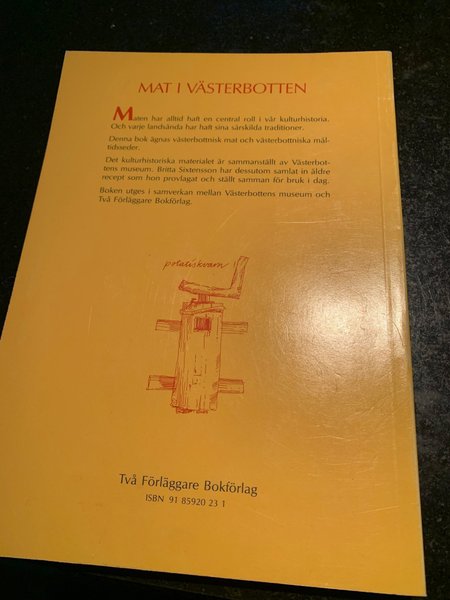 MAT I VÄSTERBOTTEN
Maten har alltid haft en central roll i vår kulturhistoria.
Och varje landsända har haft sina särskilda traditioner.
Denna bok ägnas västerbottnisk mat och västerbottniska mål-
tidsseder.
Det kulturhistoriska materialet är sammanställt av Västerbot-
tens museum. Britta Sixtensson har dessutom samlat in äldre
recept som hon provlagat och ställt samman för bruk i dag.
Boken utges i samverkan mellan Västerbottens museum och
Två Förläggare Bokförlag.
potatiskvarn
Två Förläggare Bokförlag
ISBN 91 85920 23 1